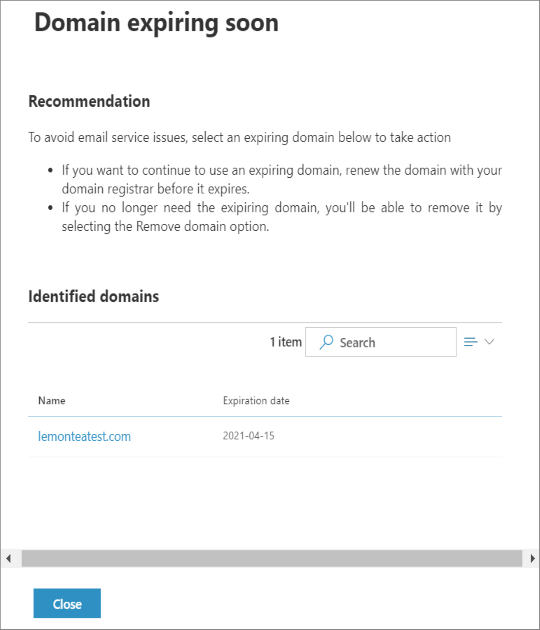 Domain expiring soon
Recommendation
To avoid email service issues, select an expiring domain below to take action
• If you want to continue to use an expiring domain, renew the domain with your
domain registrar before it expires.
• If you no longer need the exipiring domain, you'll be able to remove it by
selecting the Remove domain option.
Identified domains
1 item Search
Name Expiration date
lemonteatest.com 2021-04-15
Close